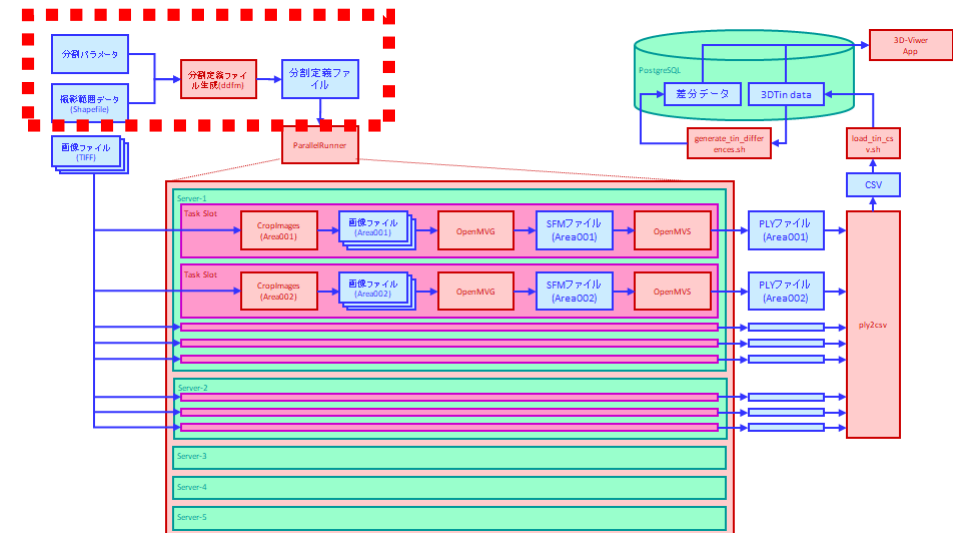 分割パラメータ
撮影範囲データ
(Shapefile)
分割定義ファイ
ル生成(ddfm)
分割定義ファ
イル
画像ファイル
(TIFF)
ParallelRunner
PostgreSQL
差分データ
3DTin data
3D-Viwer
App
generate_tin_differ
ences.sh
load_tin_cs
v.sh
CSV
Server-1
Task Slot
CropImages
(Area001)
画像ファイル
(Area001)
OpenMVG
SFMファイル
(Area001)
OpenMVS
PLYファイル
(Area001)
Task Slot
CropImages
(Area002)
画像ファイル
(Area002)
OpenMVG
SFMファイル
(Area002)
OpenMVS
PLYファイル
(Area002)
ply2csv
Server-2
Server-3
Server-4
Server-5